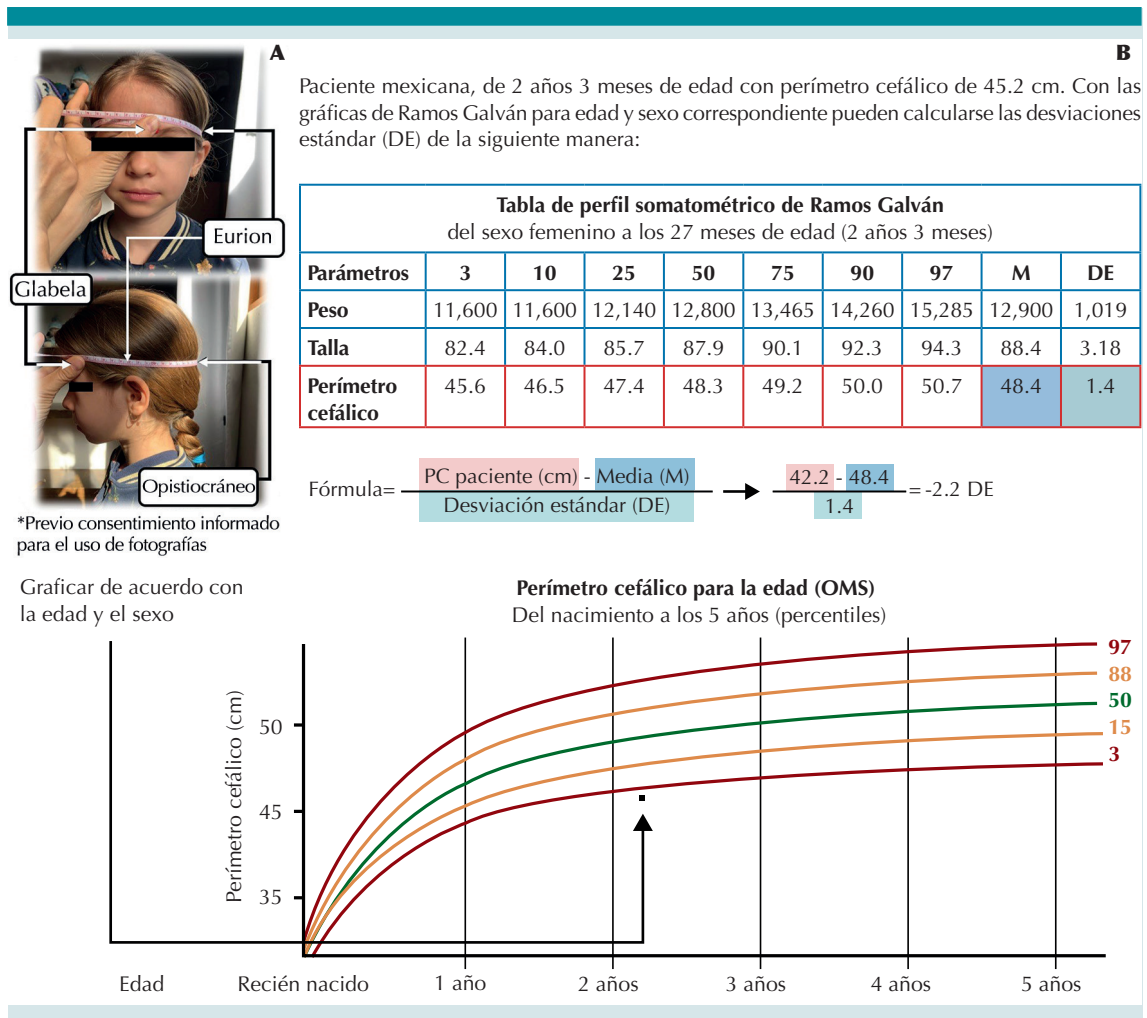 A
B
Paciente mexicana, de 2 años 3 meses de edad con perímetro cefálico de 45.2 cm. Con las
gráficas de Ramos Galván para edad y sexo correspondiente pueden calcularse las desviaciones
estándar (DE) de la siguiente manera:
Eurion
Glabela
Opistiocráneo
*Previo consentimiento informado
para el uso de fotografías
Tabla de perfil somatométrico de Ramos Galván
del sexo femenino a los 27 meses de edad (2 años 3 meses)
Parámetros 3 10 25 50 75 90 97 M DE
Peso 11,600 11,600 12,140 12,800 13,465 14,260 15,285 12,900 1,019
Talla 82.4 84.0 85.7 87.9 90.1 92.3 94.3 88.4 3.18
Perímetro 45.6 46.5 47.4 48.3 49.2 50.0 50.7 48.4 1.4
cefálico
PC paciente (cm) - Media (M) 42.2 - 48.4
Fórmula= = -2.2 DE
Desviación estándar (DE) 1.4
Graficar de acuerdo con
la edad y el sexo
Perímetro cefálico para la edad (OMS)
Del nacimiento a los 5 años (percentiles)
Perímetro cefálico (cm)
50
45
35
97
88
50
15
3
Edad Recién nacido 1 año 2 años 3 años 4 años 5 años